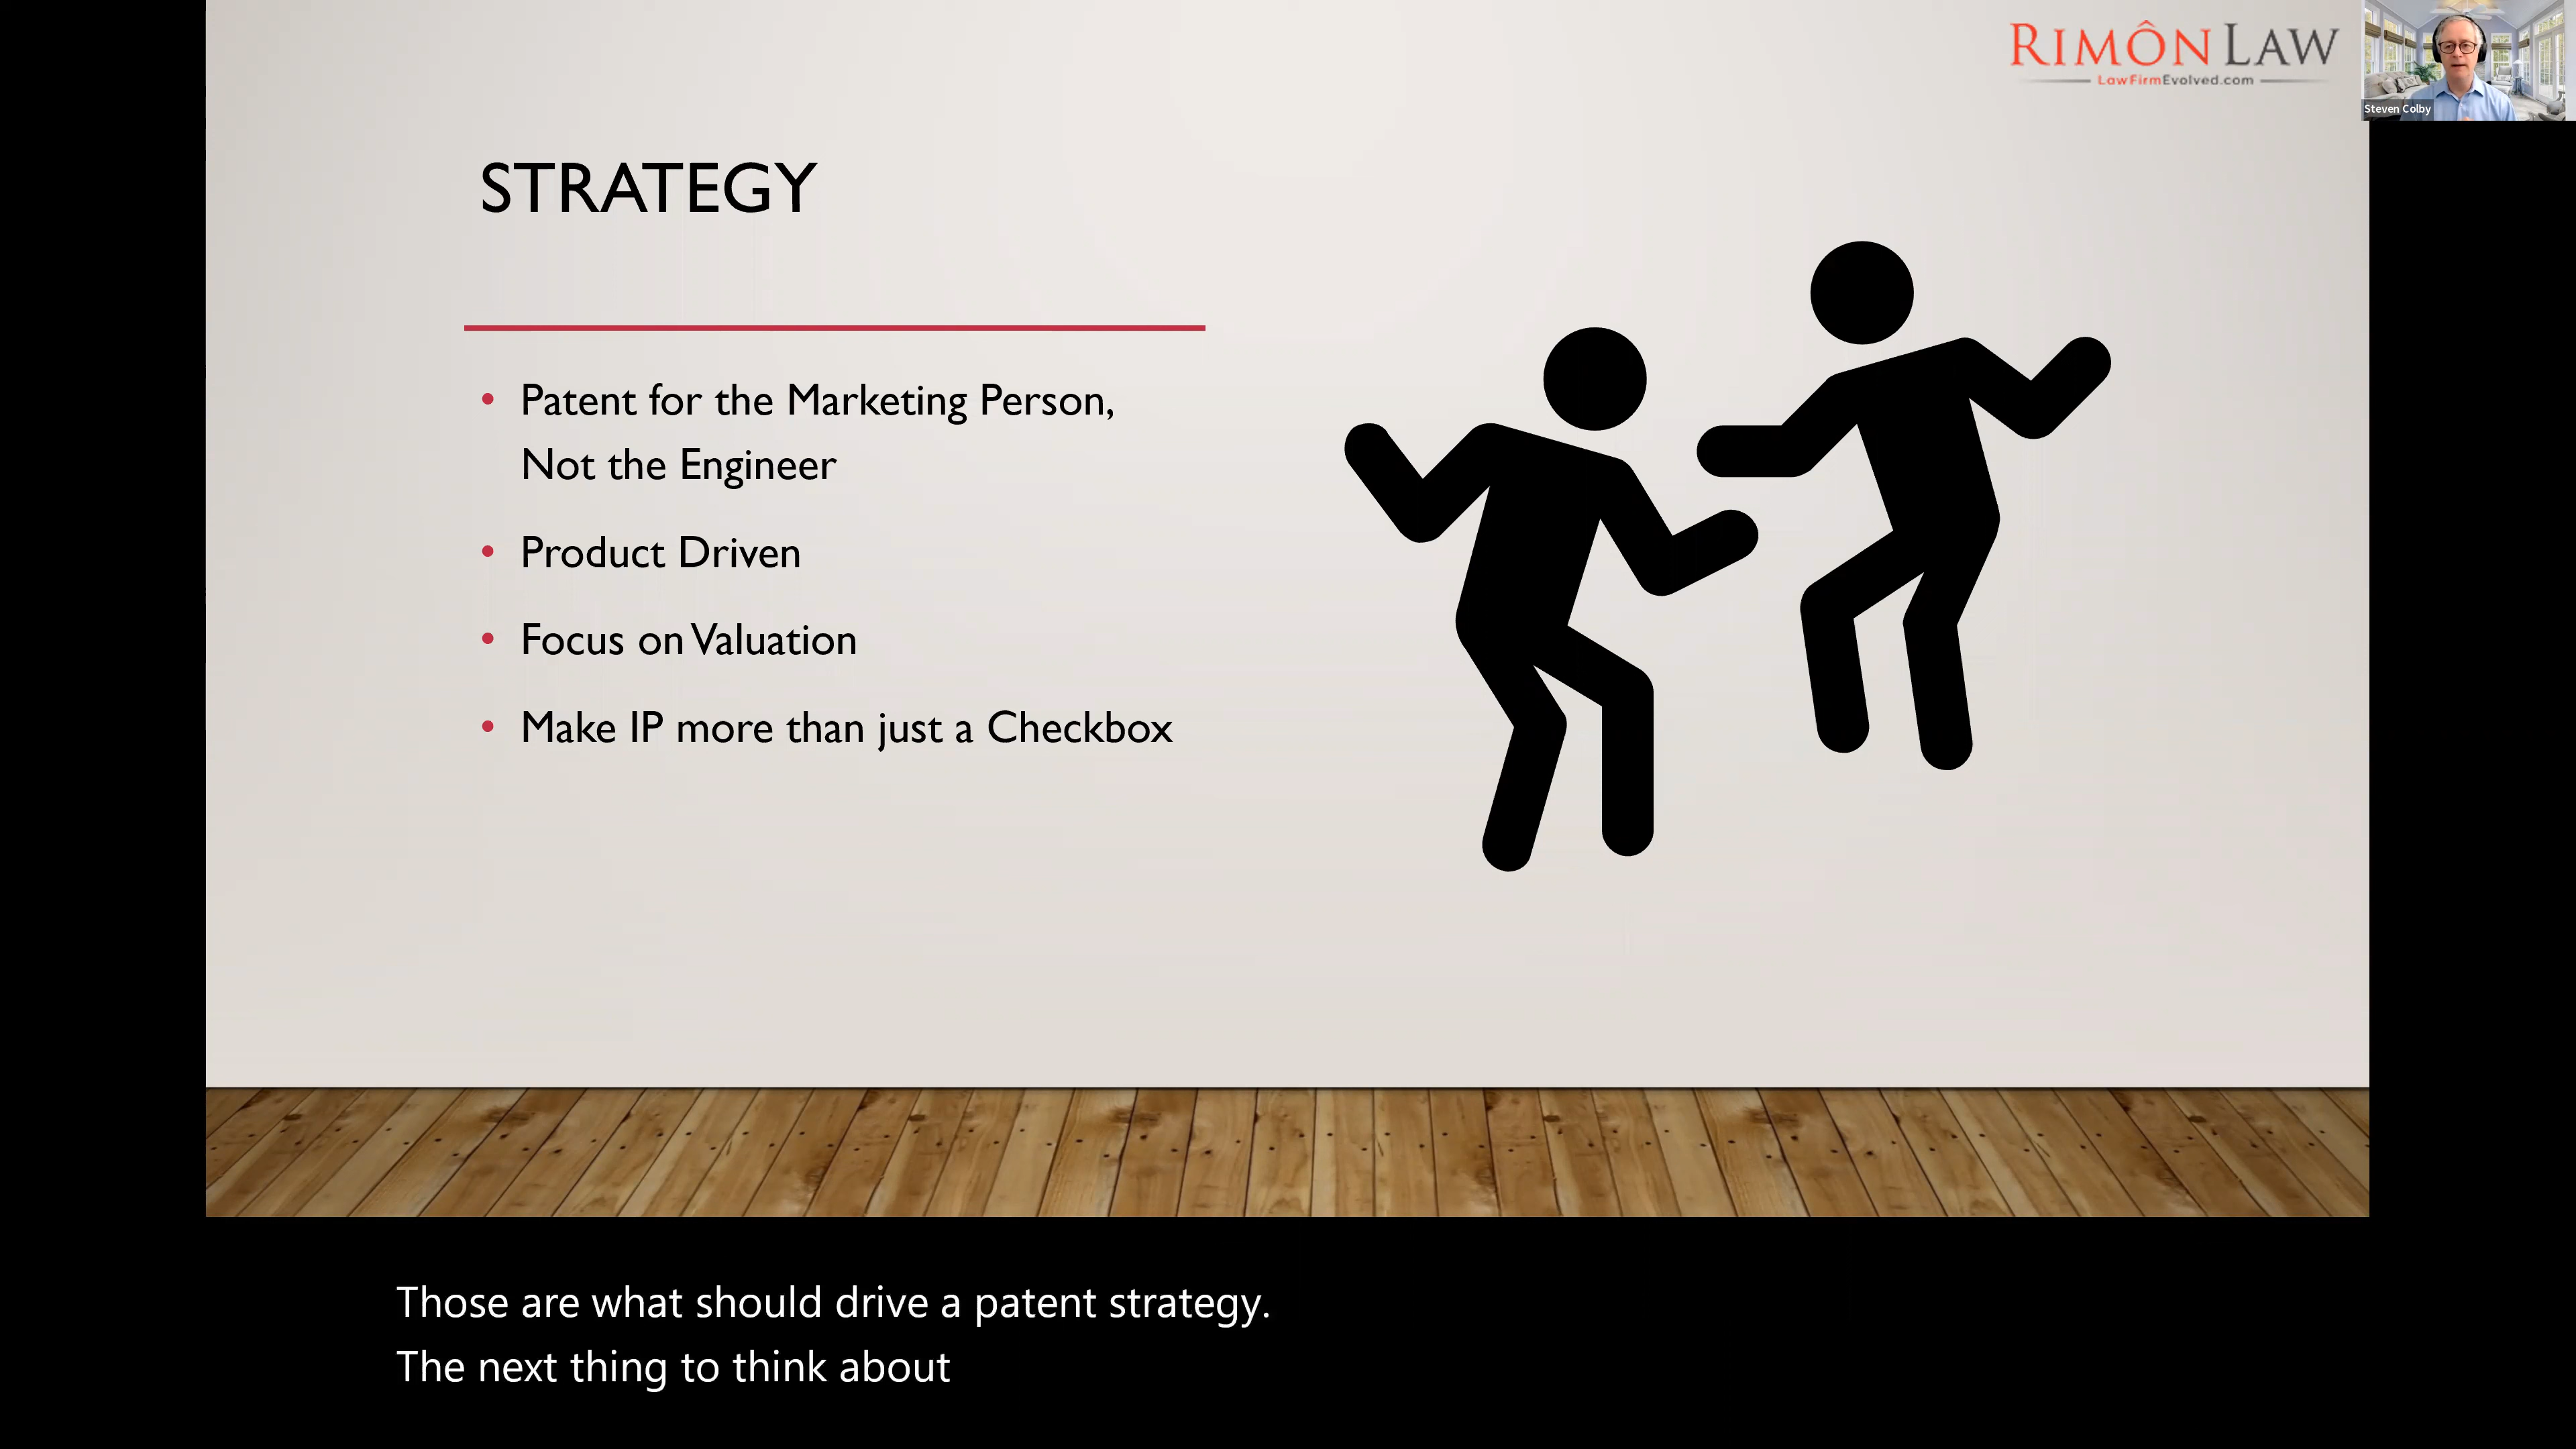 RIMÔN LAW
LawFirmEvolved.com
Steven Colby
STRATEGY
• Patent for the Marketing Person,
Not the Engineer
• Product Driven
• Focus on Valuation
• Make IP more than just a Checkbox
Those are what should drive a patent strategy.
The next thing to think about